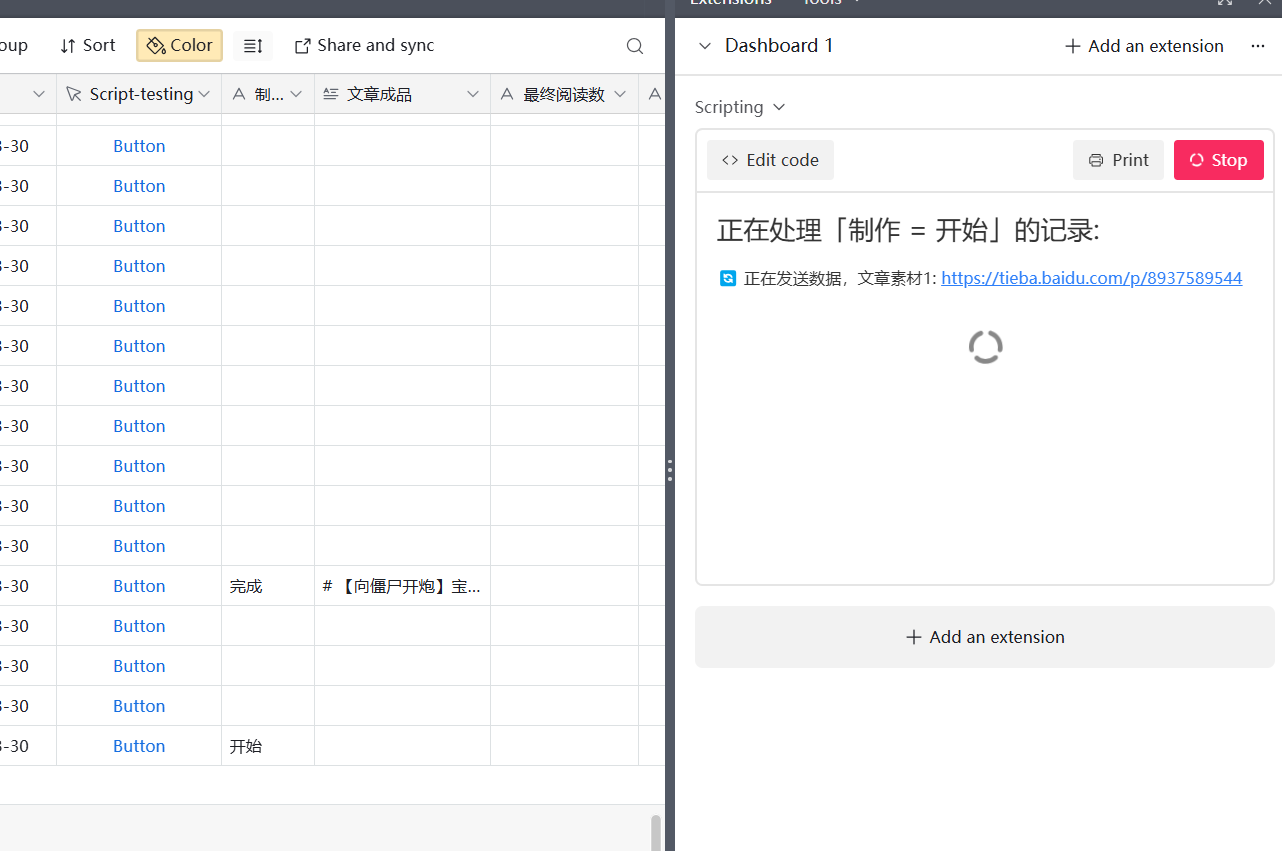 Extensions Tools
oup Sort Color Share and sync
Dashboard 1 Add an extension ...
Script-testing 制... 文章成品 最终阅读数
Scripting
Edit code Print Stop
正在处理「制作 = 开始」的记录:
正在发送数据，文章素材1: https://tieba.baidu.com/p/8937589544
3-30 Button
3-30 Button
3-30 Button
3-30 Button
3-30 Button
3-30 Button
3-30 Button
3-30 Button
3-30 Button
3-30 Button
3-30 Button
3-30 Button 完成 # 【向僵尸开炮】宝...
3-30 Button
3-30 Button
3-30 Button
3-30 Button 开始
Add an extension